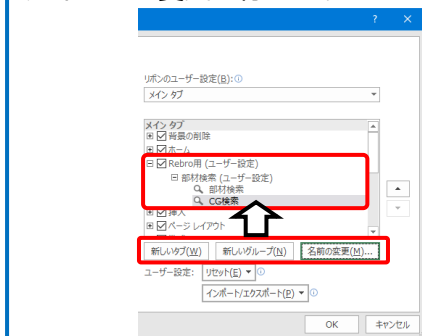 ? ×
リボンのユーザー設定(B):
メイン タブ
メイン タブ
背景の削除
ホーム
Rebro用 (ユーザー設定)
部材検索 (ユーザー設定)
部材検索
CG検索
挿入
ページ レイアウト
新しいタブ(W) 新しいグループ(N) 名前の変更(M)...
ユーザー設定: リセット(E)
インポート/エクスポート(P)
OK キャンセル